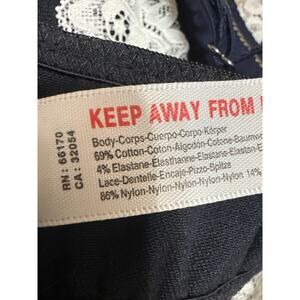 KEEP AWAY FROM
RN: 66170
CA: 32054
Body-Corps-Cuerpo-Corpo-Körper
69% Cotton-Coton-Algodón-Cotone-Baumwo
4% Elastane-Elasthanne-Elastano-Elastan-E
Lace-Dentelle-Encaje-Pizzo-Spitze
86% Nylon-Nylon-Nylon-Nylon-Nylon 14%